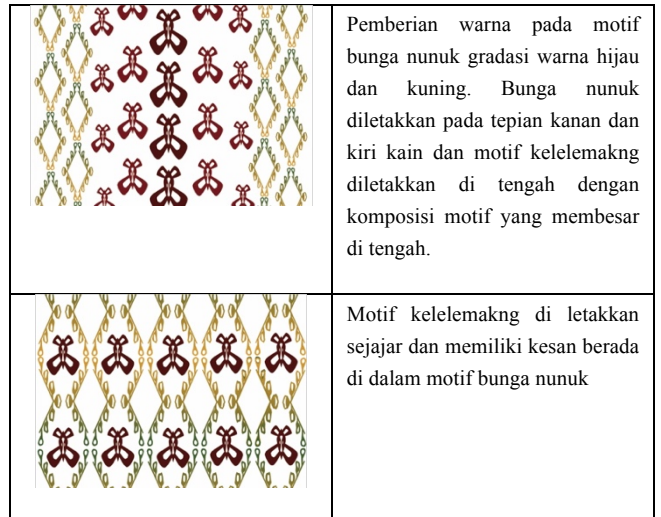 Pemberian warna pada motif
bunga nunuk gradasi warna hijau
dan kuning. Bunga nunuk
diletakkan pada tepian kanan dan
kiri kain dan motif kelelemakng
diletakkan di tengah dengan
komposisi motif yang membesar
di tengah.
Motif kelelemakng di letakkan
sejajar dan memiliki kesan berada
di dalam motif bunga nunuk